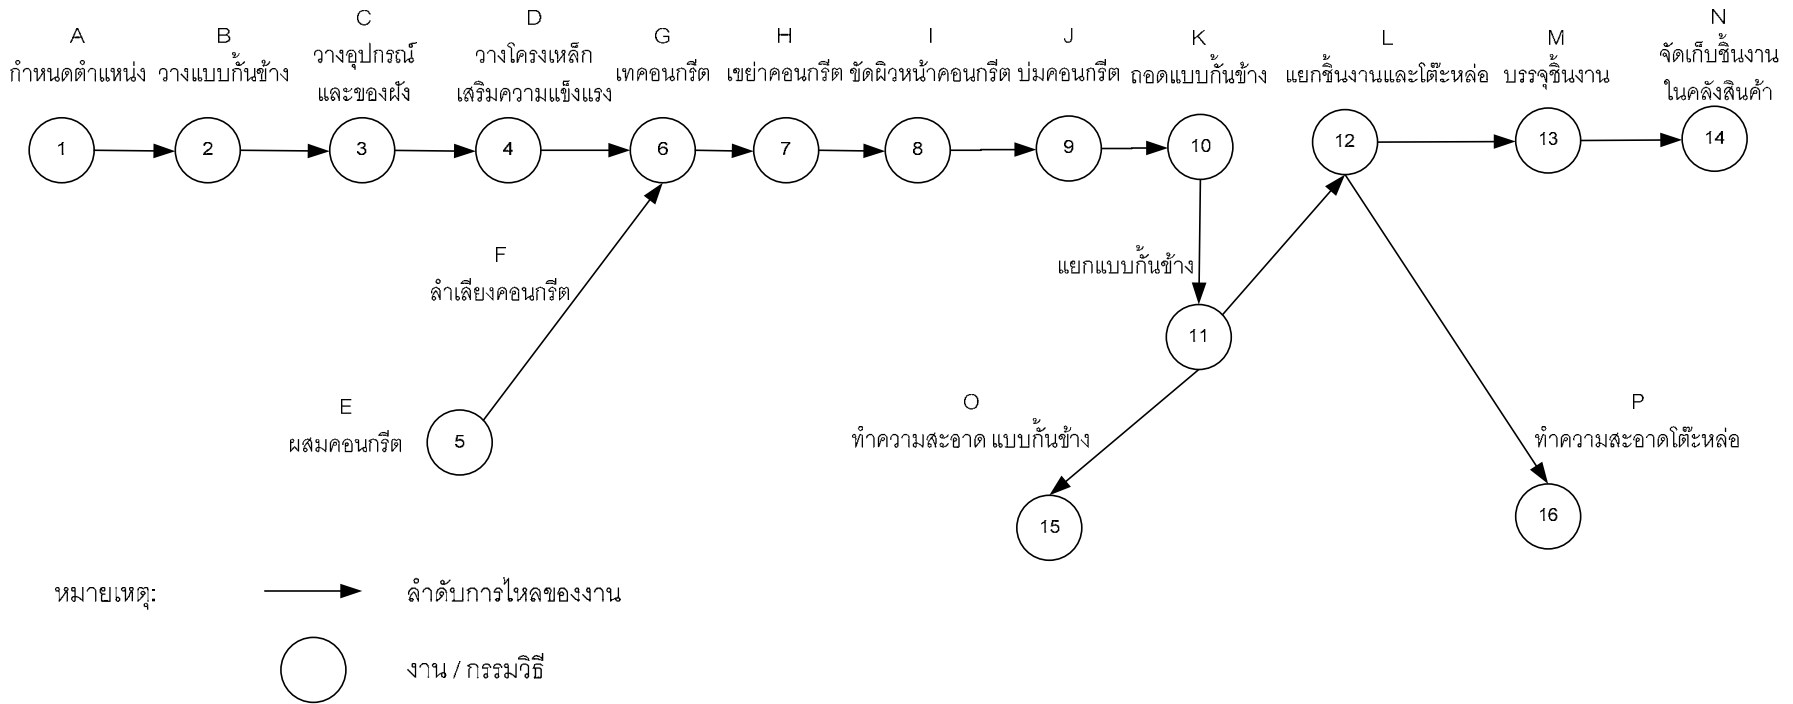 A
กำหนดตำแหน่ง
B
วางแบบกั้นข้าง
C
วางอุปกรณ์
และของฝัง
D
วางโครงเหล็ก
เสริมความแข็งแรง
G
เทคอนกรีต
H
เขย่าคอนกรีต
I
ขัดผิวหน้าคอนกรีต
J
บ่มคอนกรีต
K
ถอดแบบกั้นข้าง
L
แยกชิ้นงานและโต๊ะหล่อ
M
บรรจุชิ้นงาน
N
จัดเก็บชิ้นงาน
ในคลังสินค้า
1
2
3
4
6
7
8
9
10
12
13
14
F
ลำเลียงคอนกรีต
แยกแบบกั้นข้าง
11
E
ผสมคอนกรีต
5
O
ทำความสะอาด แบบกั้นข้าง
15
P
ทำความสะอาดโต๊ะหล่อ
16
หมายเหตุ:
ลำดับการไหลของงาน
งาน / กรรมวิธี